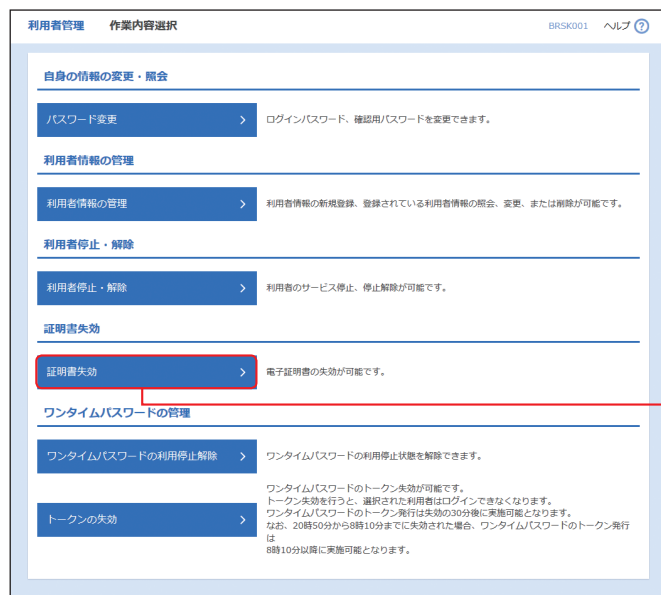 利用者管理 作業内容選択 BRSK001 ヘルプ ?
自身の情報の変更・照会
パスワード変更 ログインパスワード、確認用パスワードを変更できます。
利用者情報の管理
利用者情報の管理 利用者情報の新規登録、登録されている利用者情報の照会、変更、または削除が可能です。
利用者停止・解除
利用者停止・解除 利用者のサービス停止、停止解除が可能です。
証明書失効
証明書失効 電子証明書の失効が可能です。
ワンタイムパスワードの管理
ワンタイムパスワードの利用停止解除 ワンタイムパスワードの利用停止状態を解除できます。
トークンの失効
ワンタイムパスワードのトークン失効が可能です。
トークン失効を行うと、選択された利用者はログインできなくなります。
ワンタイムパスワードのトークン発行は失効の30分後に実施可能となります。
なお、20時50分から8時10分までに失効された場合、ワンタイムパスワードのトークン発行
は
8時10分以降に実施可能となります。